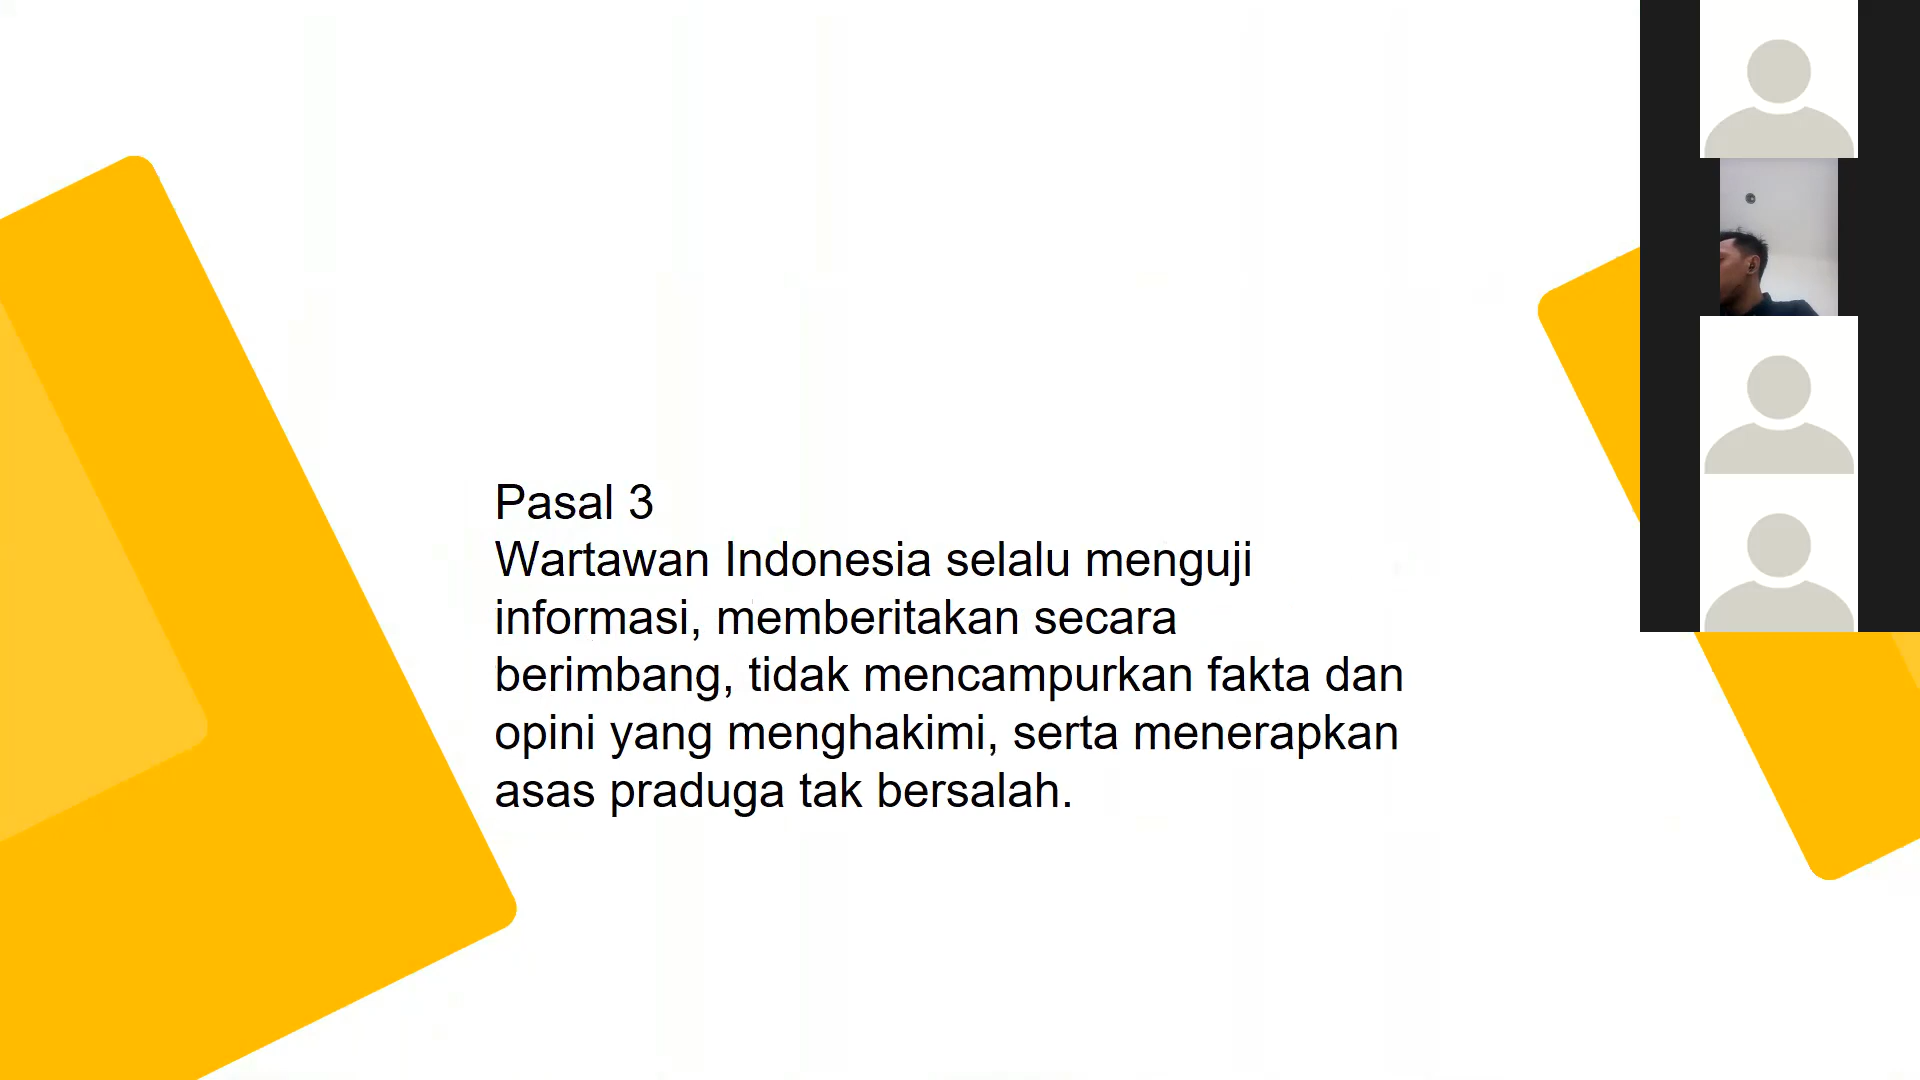 Pasal 3
Wartawan Indonesia selalu menguji
informasi, memberitakan secara
berimbang, tidak mencampurkan fakta dan
opini yang menghakimi, serta menerapkan
asas praduga tak bersalah.